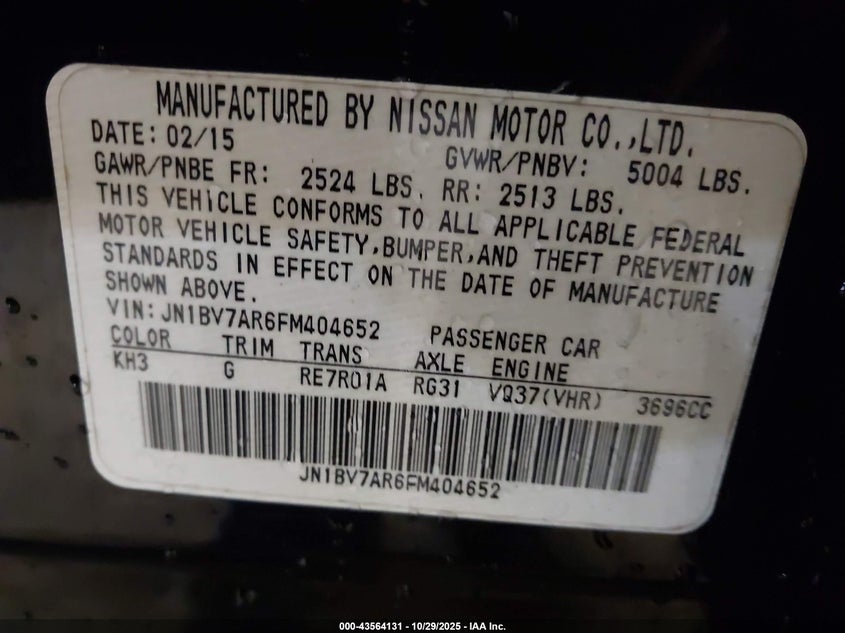 MANUFACTURED BY NISSAN MOTOR CO.,LTD.
DATE: 02/15 GVWR/PNBV: 5004 LBS.
GAWR/PNBE FR: 2524 LBS. RR: 2513 LBS.
THIS VEHICLE CONFORMS TO ALL APPLICABLE FEDERAL
MOTOR VEHICLE SAFETY,BUMPER,AND THEFT PREVENTION
STANDARDS IN EFFECT ON THE DATE OF MANUFACTURE
SHOWN ABOVE.
VIN: JN1BV7AR6FM404652 PASSENGER CAR
COLOR TRIM TRANS AXLE ENGINE
KH3 G RE7R01A RG31 VQ37(VHR) 3696CC
JN1BV7AR6FM404652
000-43564131 - 10/29/2025 - IAA Inc.